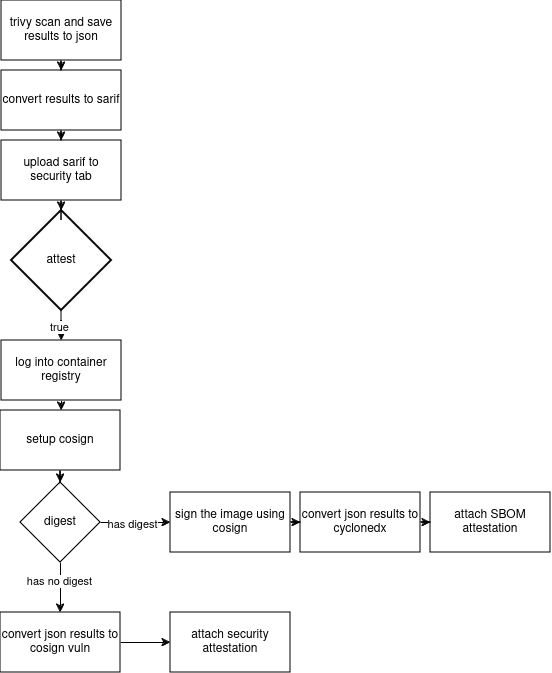 trivy scan and save
results to json
convert results to sarif
upload sarif to
security tab
attest
true
log into container
registry
setup cosign
digest
has digest
sign the image using
cosign
convert json results to
cyclonedx
attach SBOM
attestation
has no digest
convert json results to
cosign vuln
attach security
attestation